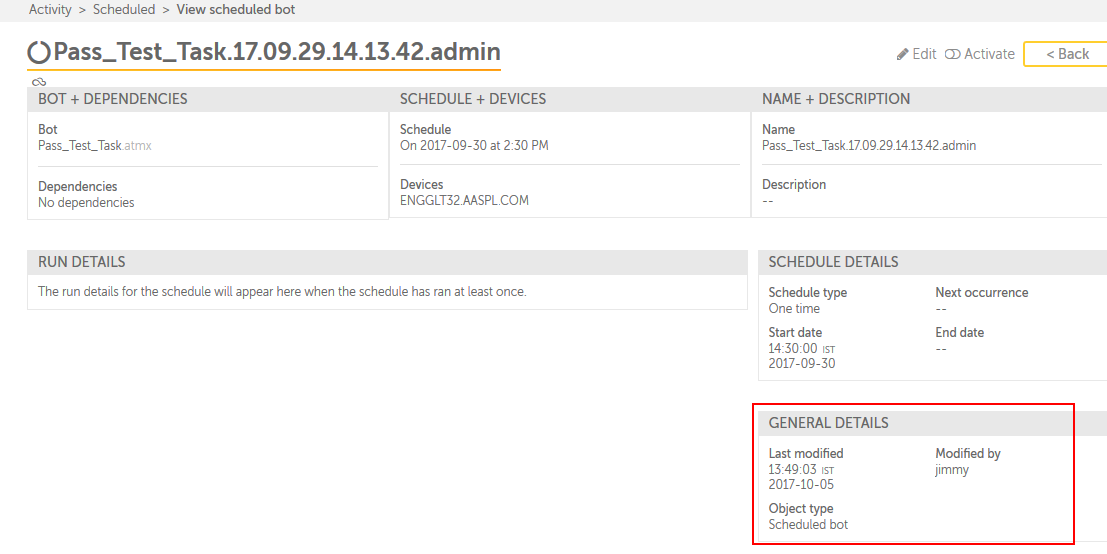 Activity > Scheduled > View scheduled bot
Pass_Test_Task.17.09.29.14.13.42.admin
Edit Activate < Back
BOT + DEPENDENCIES
Bot
Pass_Test_Task.atmx
Dependencies
No dependencies
SCHEDULE + DEVICES
Schedule
On 2017-09-30 at 2:30 PM
Devices
ENGGLT32.AASPL.COM
NAME + DESCRIPTION
Name
Pass_Test_Task.17.09.29.14.13.42.admin
Description
--
RUN DETAILS
The run details for the schedule will appear here when the schedule has ran at least once.
SCHEDULE DETAILS
Schedule type
One time
Next occurrence
--
Start date
14:30:00 IST
2017-09-30
End date
--
GENERAL DETAILS
Last modified
13:49:03 IST
2017-10-05
Modified by
jimmy
Object type
Scheduled bot